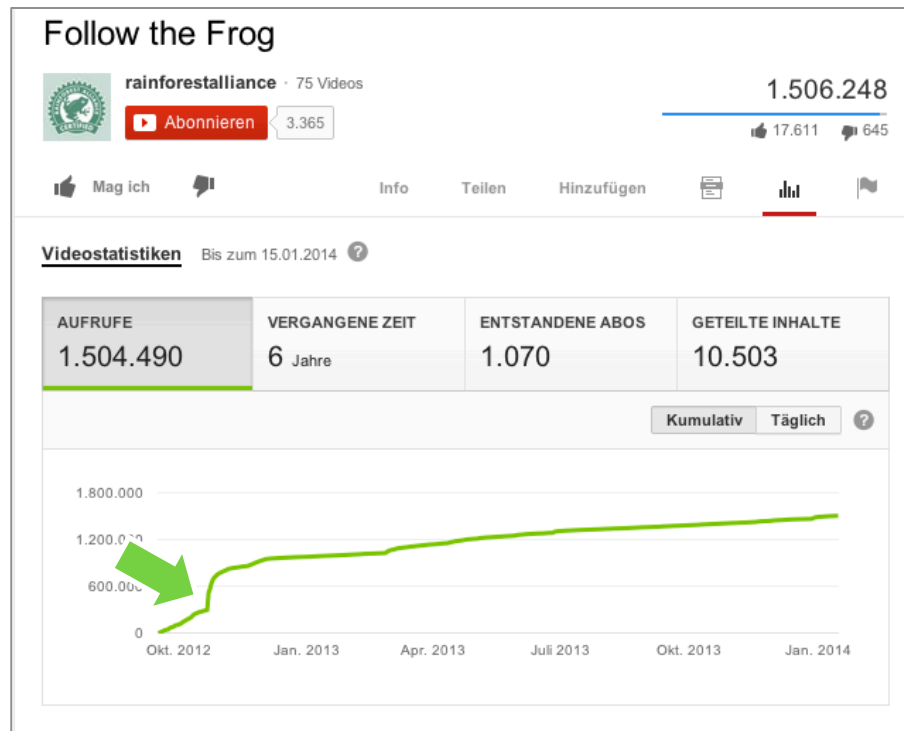 Follow the Frog
rainforestalliance · 75 Videos
1.506.248
Abonnieren 3.365
17.611 645
Mag ich Info Teilen Hinzufügen
Videostatistiken Bis zum 15.01.2014 ?
AUFRUFE VERGANGENE ZEIT ENTSTANDENE ABOS GETEILTE INHALTE
1.504.490 6 Jahre 1.070 10.503
Kumulativ Täglich ?
1.800.000
1.200.000
600.000
0
Okt. 2012 Jan. 2013 Apr. 2013 Juli 2013 Okt. 2013 Jan. 2014